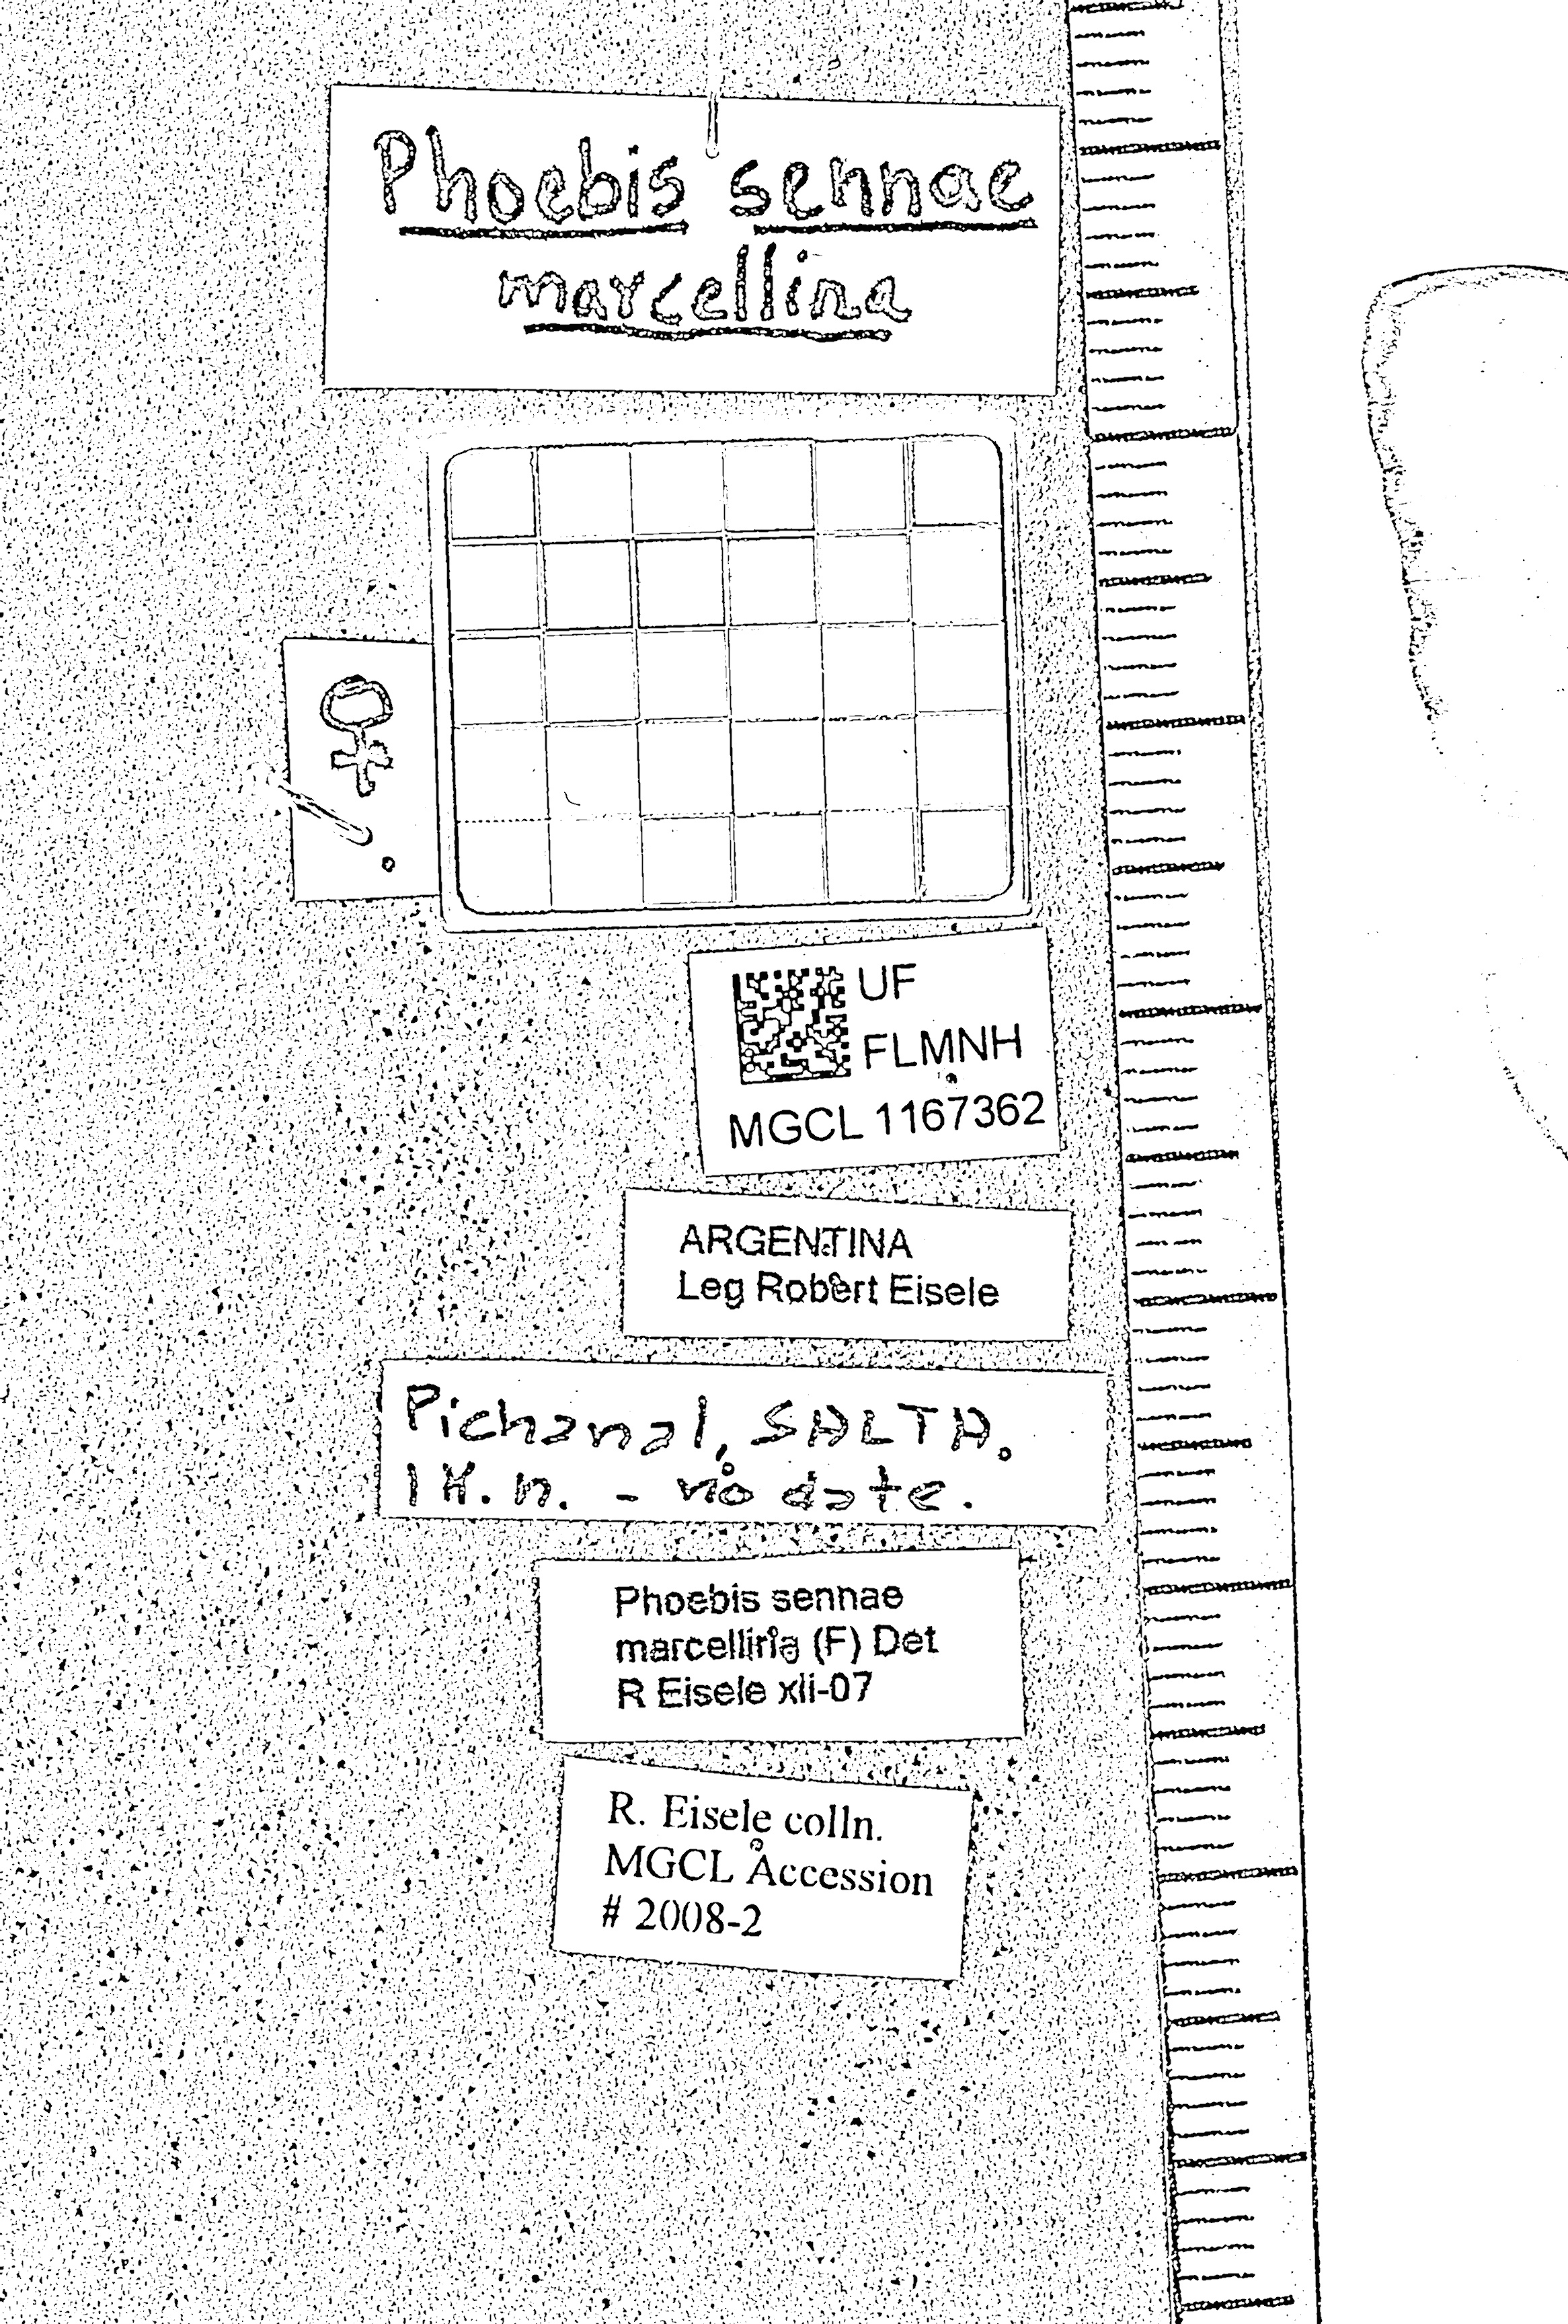 Phoebis sennae
marcellina
♀
UF
FLMNH
MGCL 1167362
ARGENTINA
Leg Robert Eisele
Pichanal, SALTA.
1 K. n. - no date.
Phoebis sennae
marcellina (F) Det
R Eisele xii-07
R. Eisele colln.
MGCL Accession
# 2008-2